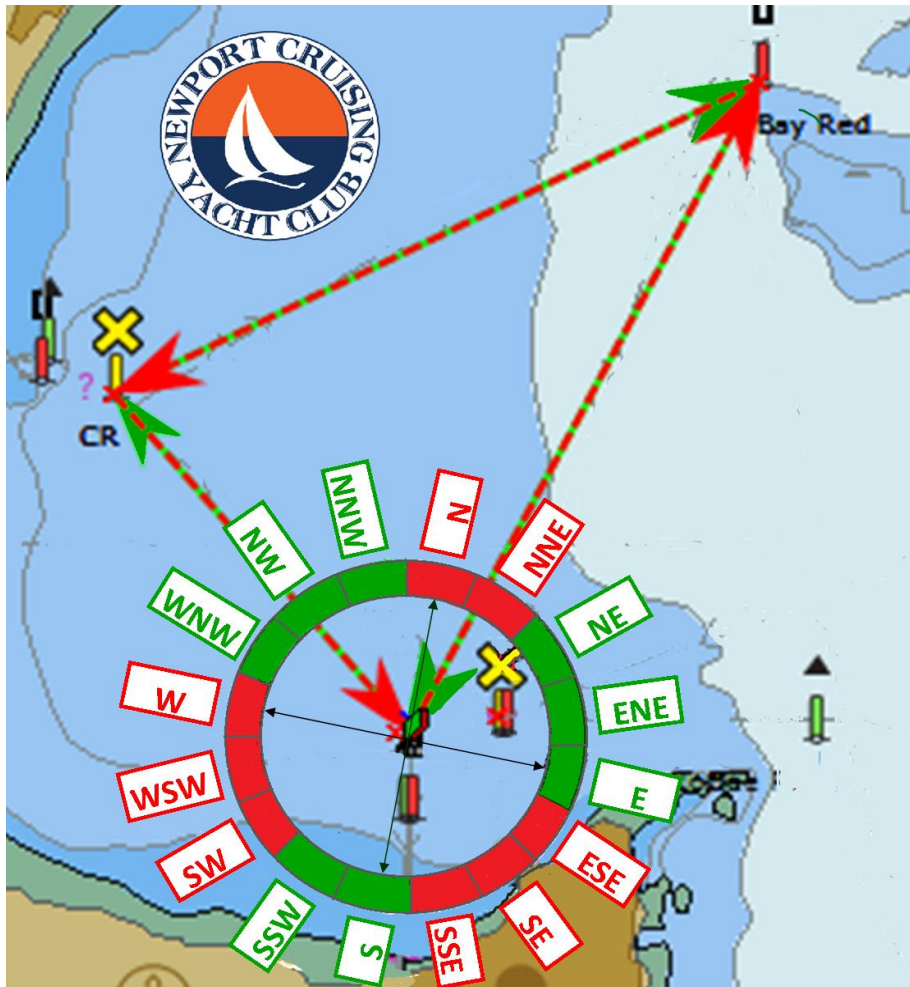 NEWPORT CRUISING
YACHT CLUB
Bay Red
?
CR
N
NNE
NE
ENE
E
ESE
SE
SSE
S
SSW
SW
WSW
W
WNW
NW
NNW